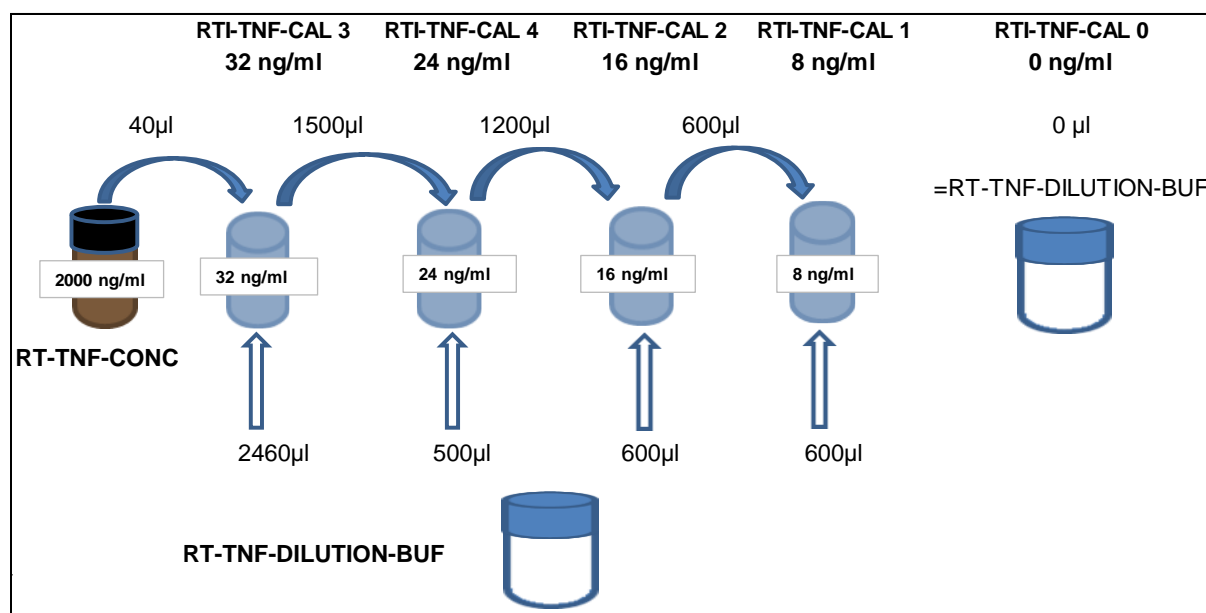 RTI-TNF-CAL 3 RTI-TNF-CAL 4 RTI-TNF-CAL 2 RTI-TNF-CAL 1 RTI-TNF-CAL 0
32 ng/ml 24 ng/ml 16 ng/ml 8 ng/ml 0 ng/ml
40µl 1500µl 1200µl 600µl 0 µl
=RT-TNF-DILUTION-BUF
2000 ng/ml 32 ng/ml 24 ng/ml 16 ng/ml 8 ng/ml
RT-TNF-CONC
2460µl 500µl 600µl 600µl
RT-TNF-DILUTION-BUF